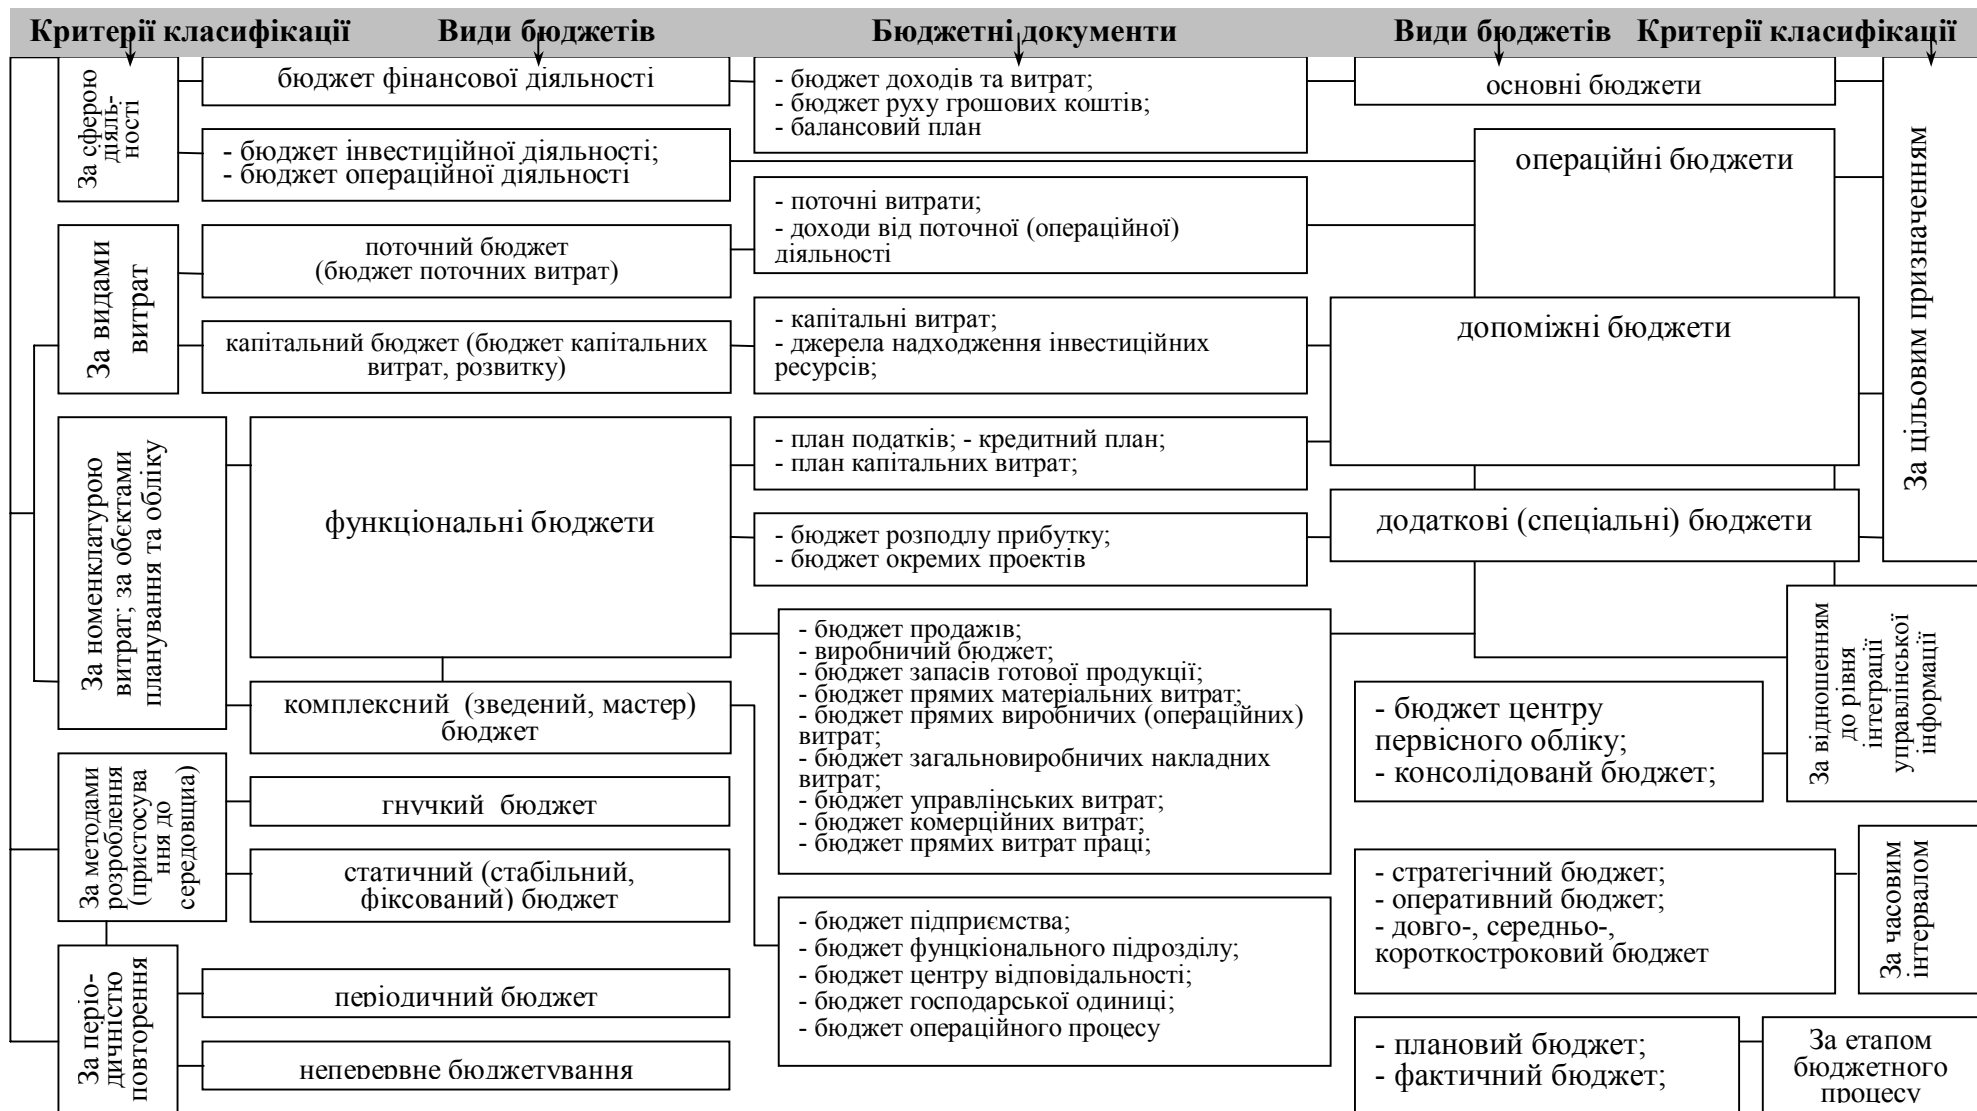 Критерії класифікації
Види бюджетів
Бюджетні документи
Види бюджетів
Критерії класифікації
За сферою
діяль-
ності
бюджет фінансової діяльності
- бюджет інвестиційної діяльності;
- бюджет операційної діяльності
За видами
витрат
поточний бюджет
(бюджет поточних витрат)
капітальний бюджет (бюджет капітальних
витрат, розвитку)
За номенклатурою
витрат; за обєктами
планування та обліку
функціональні бюджети
комплексний (зведений, мастер)
бюджет
За методами
розроблення
(пристосува
ння до
середовщиа)
гнучкий бюджет
статичний (стабільний,
фіксований) бюджет
За періо-
дичністю
повторення
періодичний бюджет
неперервне бюджетування
- бюджет доходів та витрат;
- бюджет руху грошових коштів;
- балансовий план
- поточні витрати;
- доходи від поточної (операційної)
діяльності
- капітальні витрат;
- джерела надходження інвестиційних
ресурсів;
- план податків; - кредитний план;
- план капітальних витрат;
- бюджет розподлу прибутку;
- бюджет окремих проектів
- бюджет продажів;
- виробничий бюджет;
- бюджет запасів готової продукції;
- бюджет прямих матеріальних витрат;
- бюджет прямих виробничих (операційних)
витрат;
- бюджет загальновиробничих накладних
витрат;
- бюджет управлінських витрат;
- бюджет комерційних витрат;
- бюджет прямих витрат праці;
- бюджет підприємства;
- бюджет фунцкіонального підрозділу;
- бюджет центру відповідальності;
- бюджет господарської одиниці;
- бюджет операційного процесу
основні бюджети
операційні бюджети
допоміжні бюджети
додаткові (спеціальні) бюджети
За цільовим призначенням
- бюджет центру
первісного обліку;
- консолідованй бюджет;
За відношенням
до рівня
інтеграції
управлінської
інформації
- стратегічний бюджет;
- оперативний бюджет;
- довго-, середньо-,
короткостроковий бюджет
За часовим
інтервалом
- плановий бюджет;
- фактичний бюджет;
За етапом
бюджетного
процесу